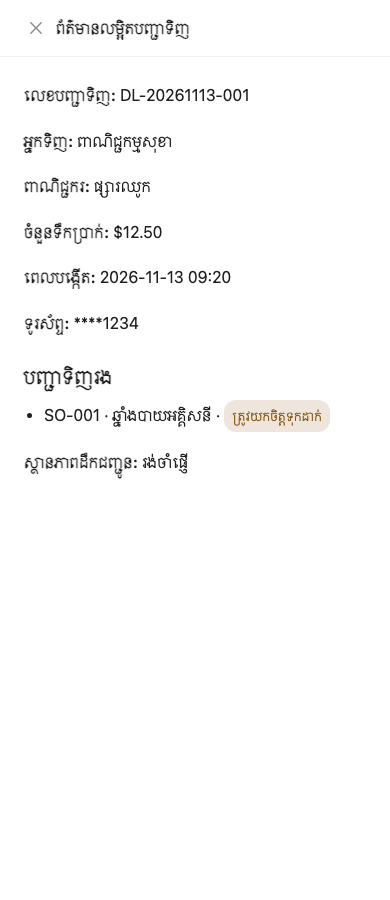 ព័ត៌មានលម្អិតបញ្ជាទិញ
លេខបញ្ជាទិញ: DL-20261113-001
អ្នកទិញ: ពាណិជ្ជកម្មសុខា
ពាណិជ្ជករ: ផ្សារឈូក
ចំនួនទឹកប្រាក់: $12.50
ពេលបង្កើត: 2026-11-13 09:20
ទូរស័ព្ទ: ****1234
បញ្ជាទិញរង
• SO-001 · ឆ្នាំងបាយអគ្គិសនី · ត្រូវយកចិត្តទុកដាក់
ស្ថានភាពដឹកជញ្ជូន: រង់ចាំផ្ញើ